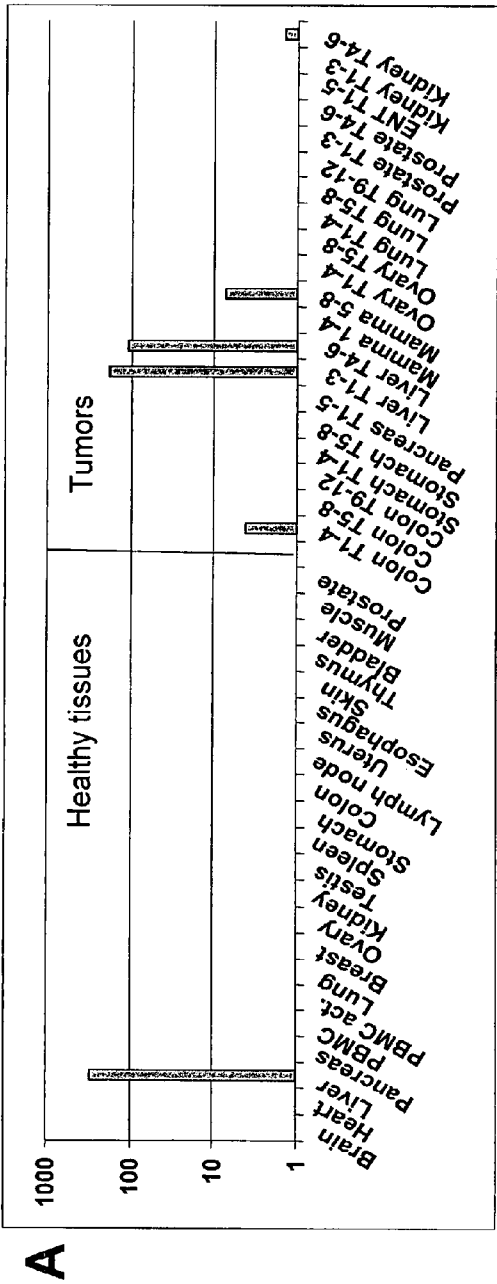 A
Healthy tissues
Tumors
1000
100
10
1
Brain
Heart
Liver
Pancreas
PBMC
PBMC act.
Lung
Breast
Ovary
Kidney
Testis
Spleen
Stomach
Colon
Lymph node
Uterus
Esophagus
Skin
Thymus
Bladder
Muscle
Prostate
Colon T1-4
Colon T5-8
Colon T9-12
Stomach T1-4
Stomach T5-8
Pancreas T1-5
Liver T1-3
Liver T4-6
Mamma 1-4
Mamma 5-8
Ovary T1-4
Ovary T5-8
Lung T1-4
Lung T5-8
Lung T9-12
Prostate T1-3
Prostate T4-6
ENT T1-5
Kidney T1-3
Kidney T4-6